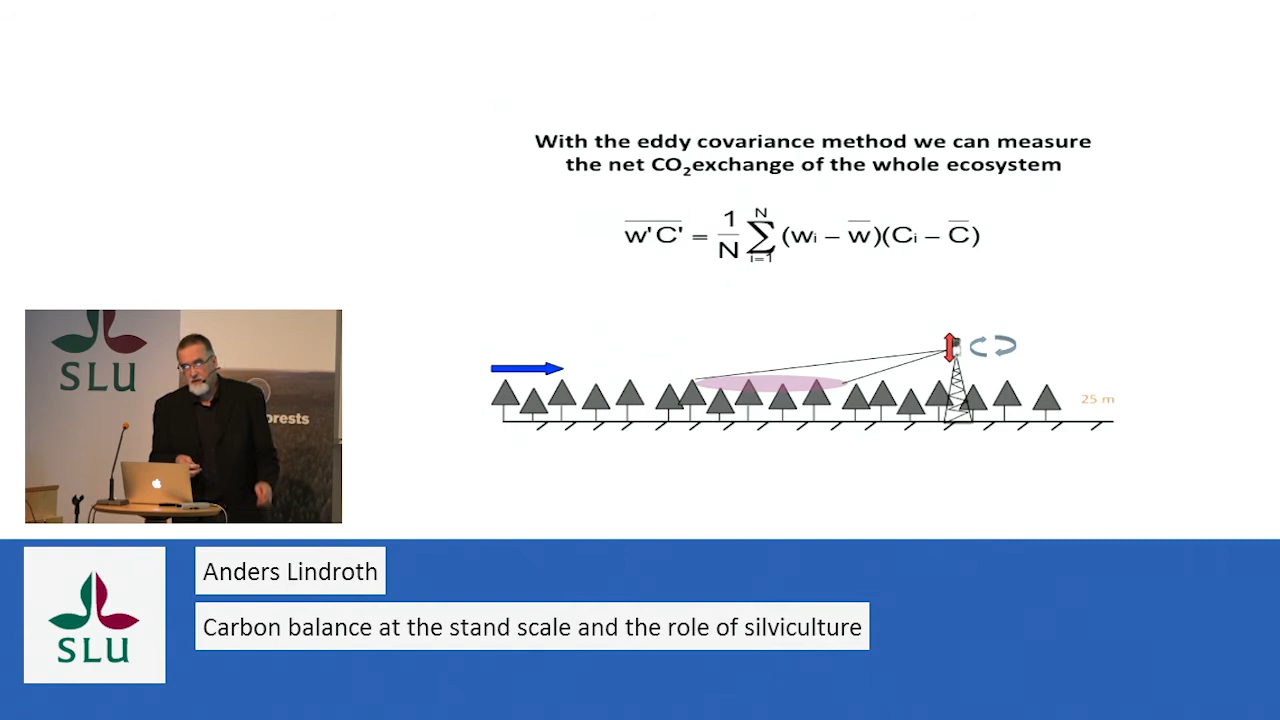 With the eddy covariance method we can measure
the net CO₂exchange of the whole ecosystem
w'C' = 1/N ∑ i=1 N (wi − w)(Ci − C)
25 m
SLU
orests
SLU
Anders Lindroth
Carbon balance at the stand scale and the role of silviculture